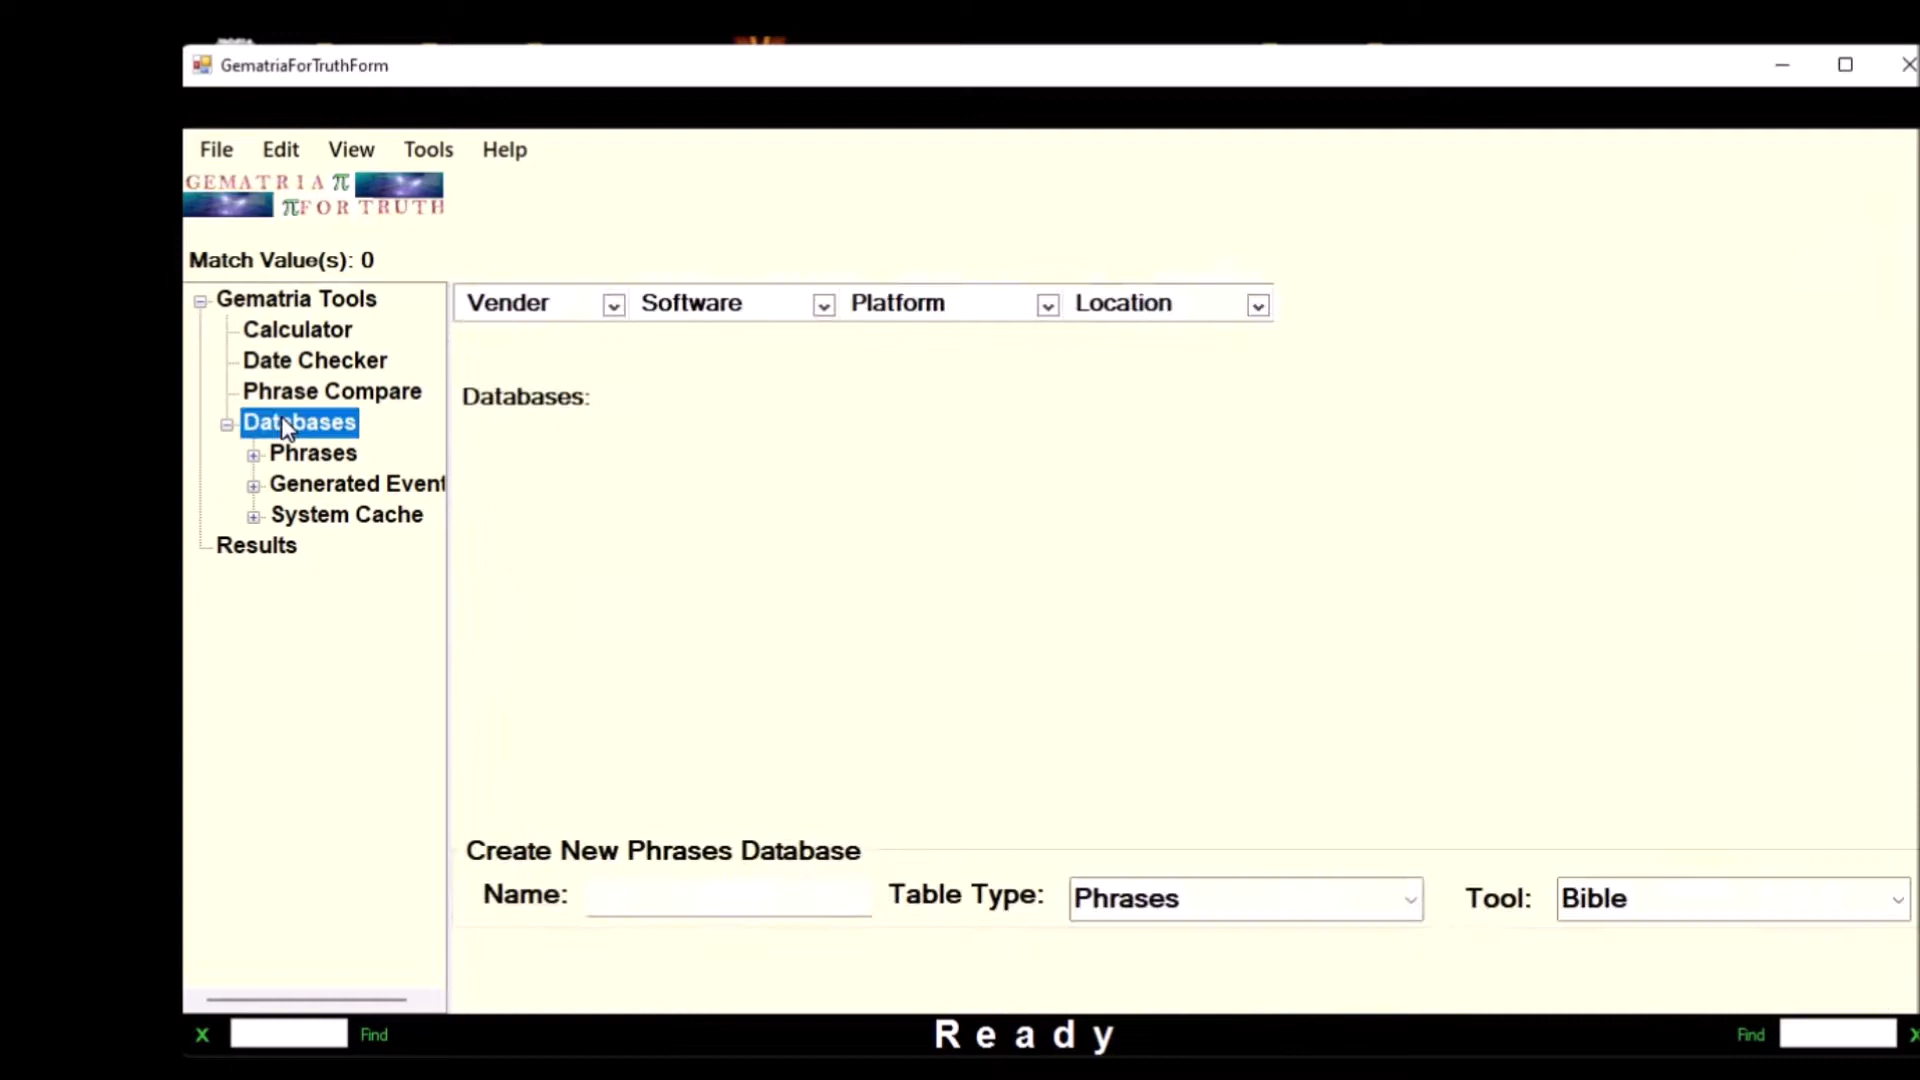 GematriaForTruthForm
File Edit View Tools Help
GEMATRIA π
πFOR TRUTH
Match Value(s): 0
Gematria Tools
Calculator
Date Checker
Phrase Compare
Databases
Phrases
Generated Event
System Cache
Results
Vender Software Platform Location
Databases:
Create New Phrases Database
Name: Table Type: Phrases Tool: Bible
X Find Ready Find X